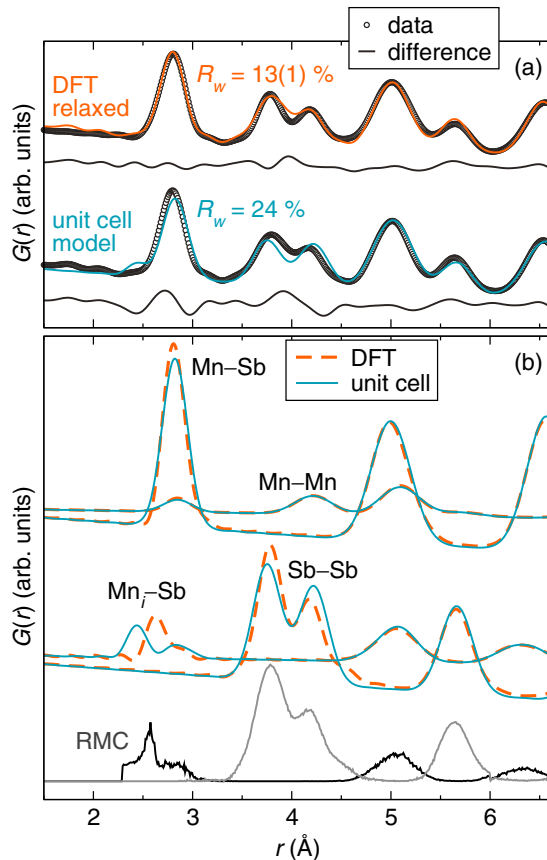 data
difference
(a)
DFT
relaxed
R_w = 13(1) %
unit cell
model
R_w = 24 %
G(r) (arb. units)
(b)
DFT
unit cell
Mn–Sb
Mn–Mn
Mn_i–Sb
Sb–Sb
RMC
G(r) (arb. units)
2 3 4 5 6
r (Å)